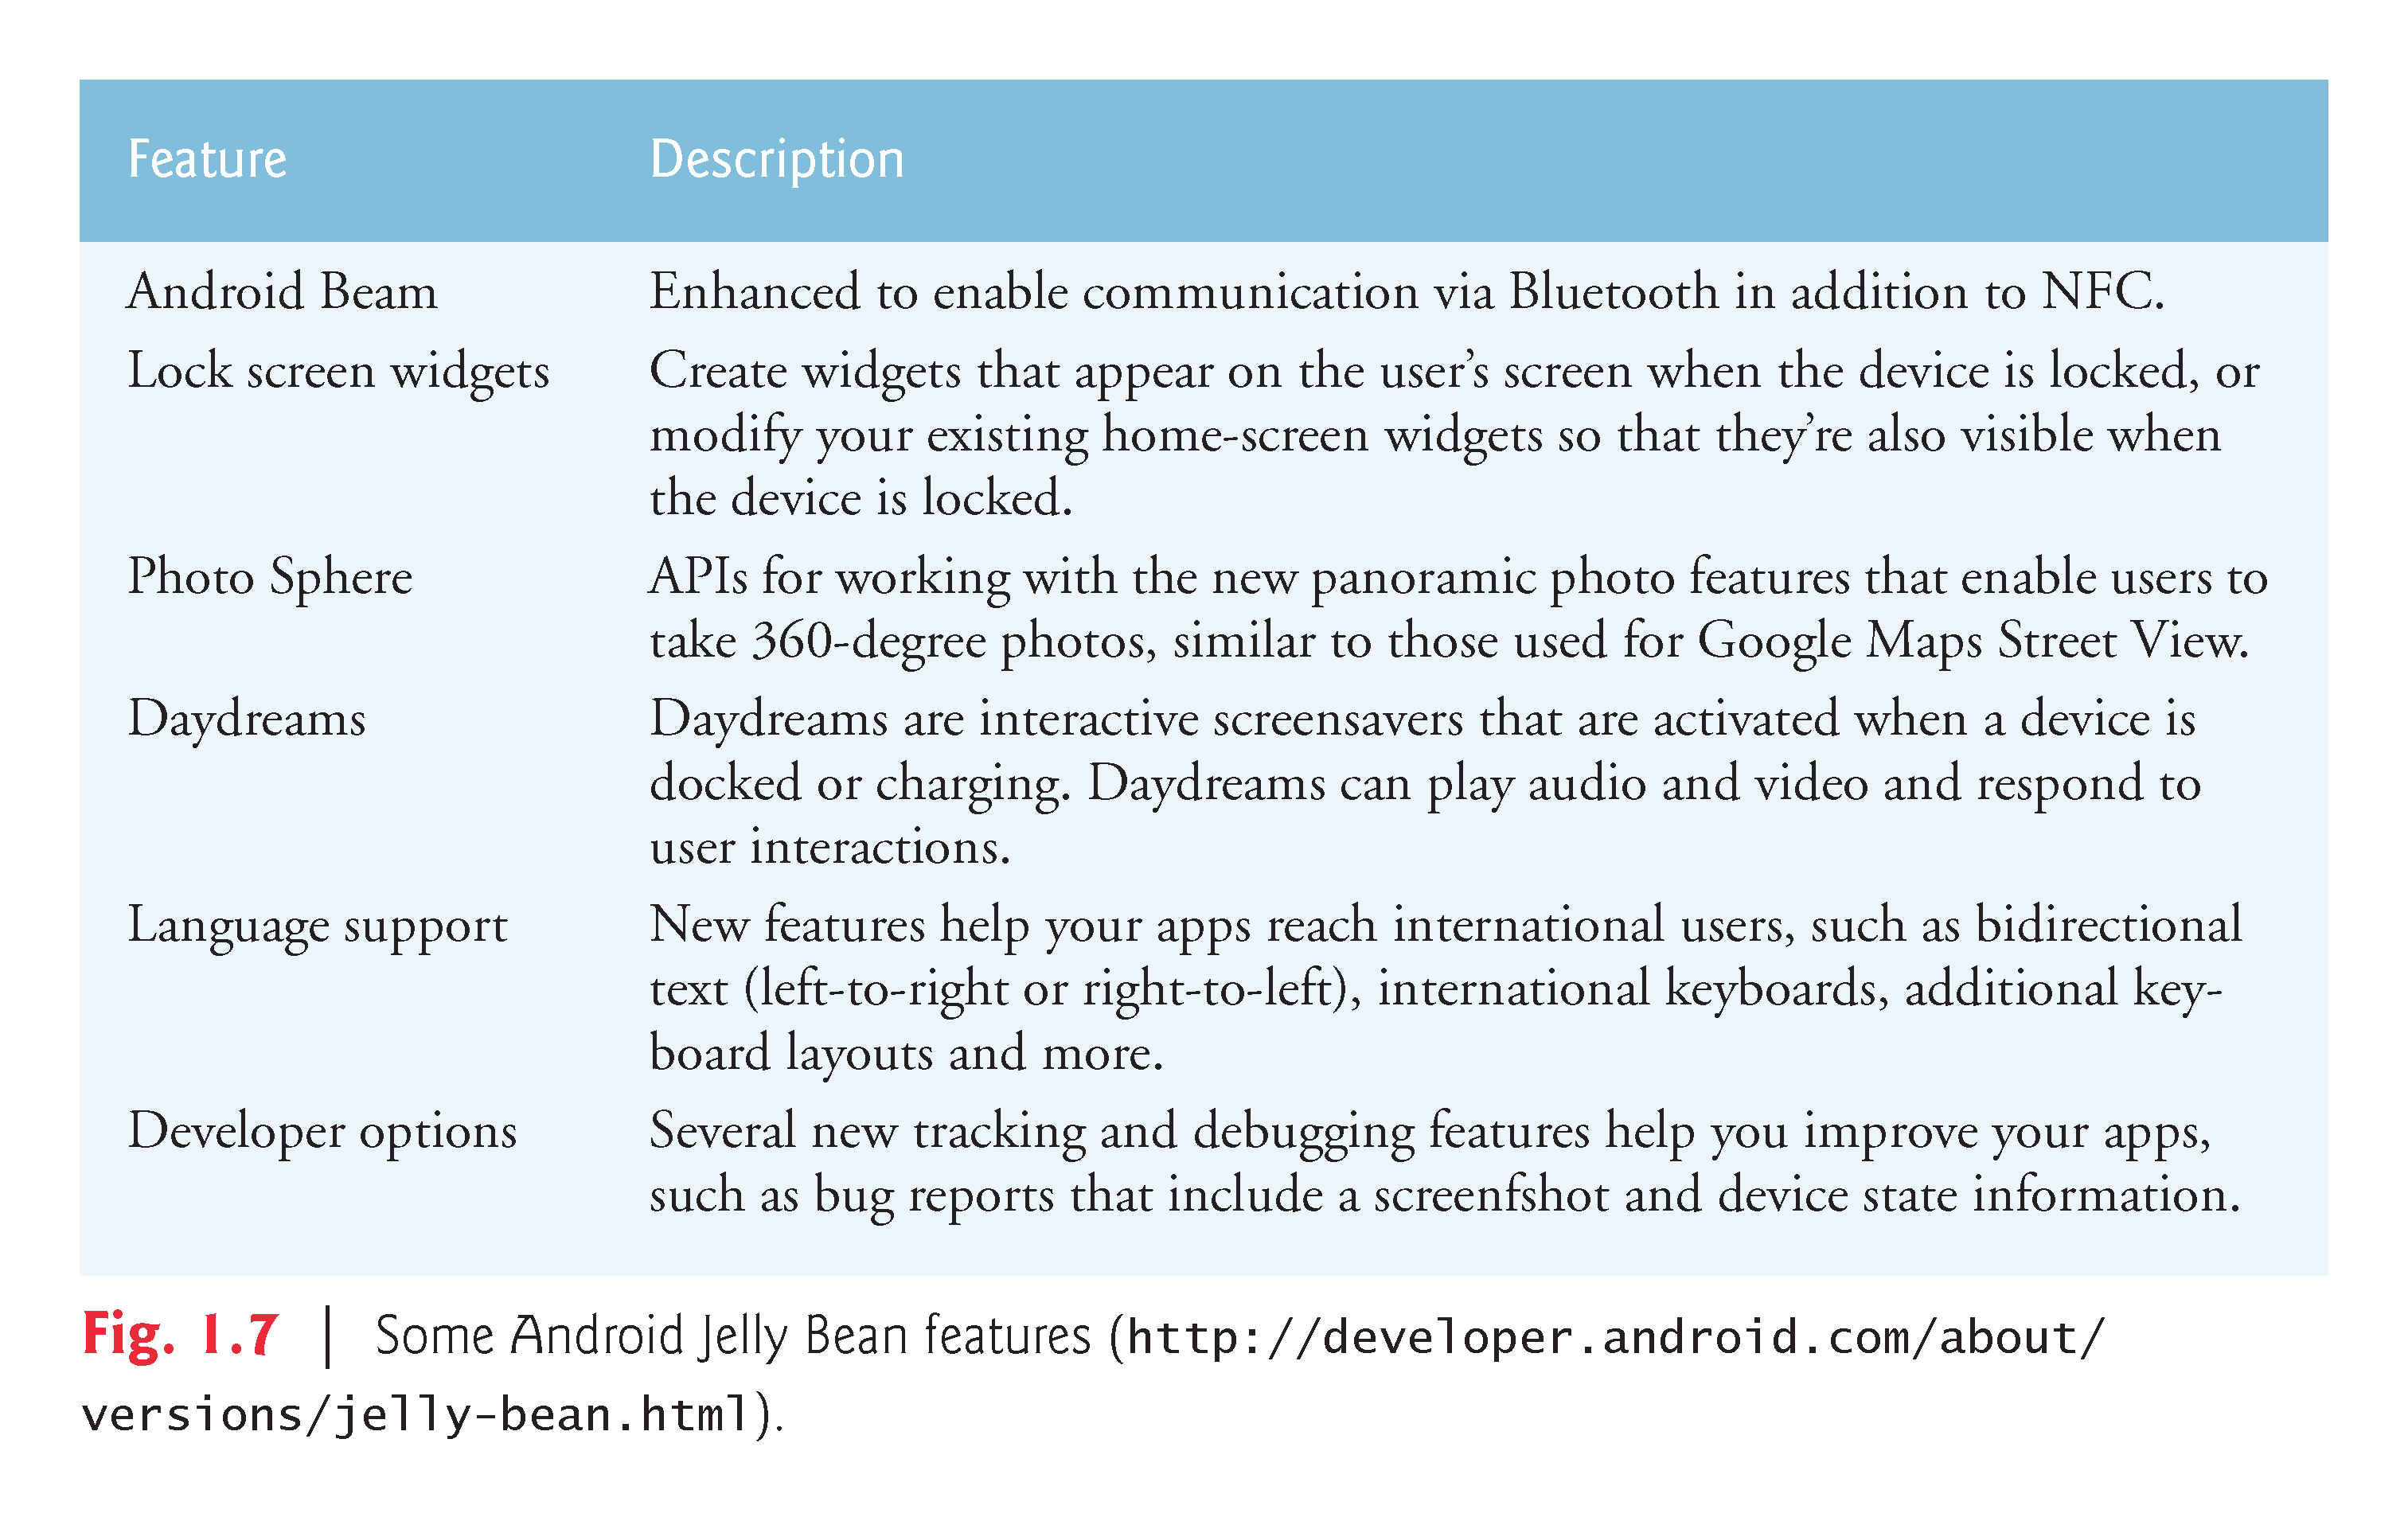 Feature Description
Android Beam Enhanced to enable communication via Bluetooth in addition to NFC.
Lock screen widgets Create widgets that appear on the user’s screen when the device is locked, or
modify your existing home-screen widgets so that they’re also visible when
the device is locked.
Photo Sphere APIs for working with the new panoramic photo features that enable users to
take 360-degree photos, similar to those used for Google Maps Street View.
Daydreams Daydreams are interactive screensavers that are activated when a device is
docked or charging. Daydreams can play audio and video and respond to
user interactions.
Language support New features help your apps reach international users, such as bidirectional
text (left-to-right or right-to-left), international keyboards, additional key-
board layouts and more.
Developer options Several new tracking and debugging features help you improve your apps,
such as bug reports that include a screenfshot and device state information.
Fig. 1.7 | Some Android Jelly Bean features (http://developer.android.com/about/
versions/jelly-bean.html).